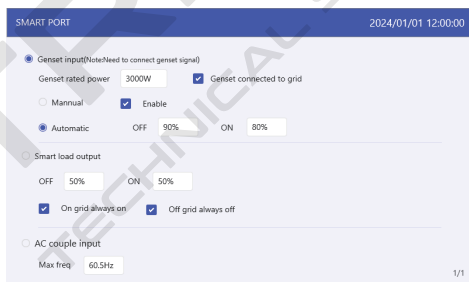 SMART PORT 2024/01/01 12:00:00
Genset input(Note:Need to connect genset signal)
Genset rated power 3000W Genset connected to grid
Mannual Enable
Automatic OFF 90% ON 80%
Smart load output
OFF 50% ON 50%
On grid always on Off grid always off
AC couple input
Max freq 60.5Hz
1/1